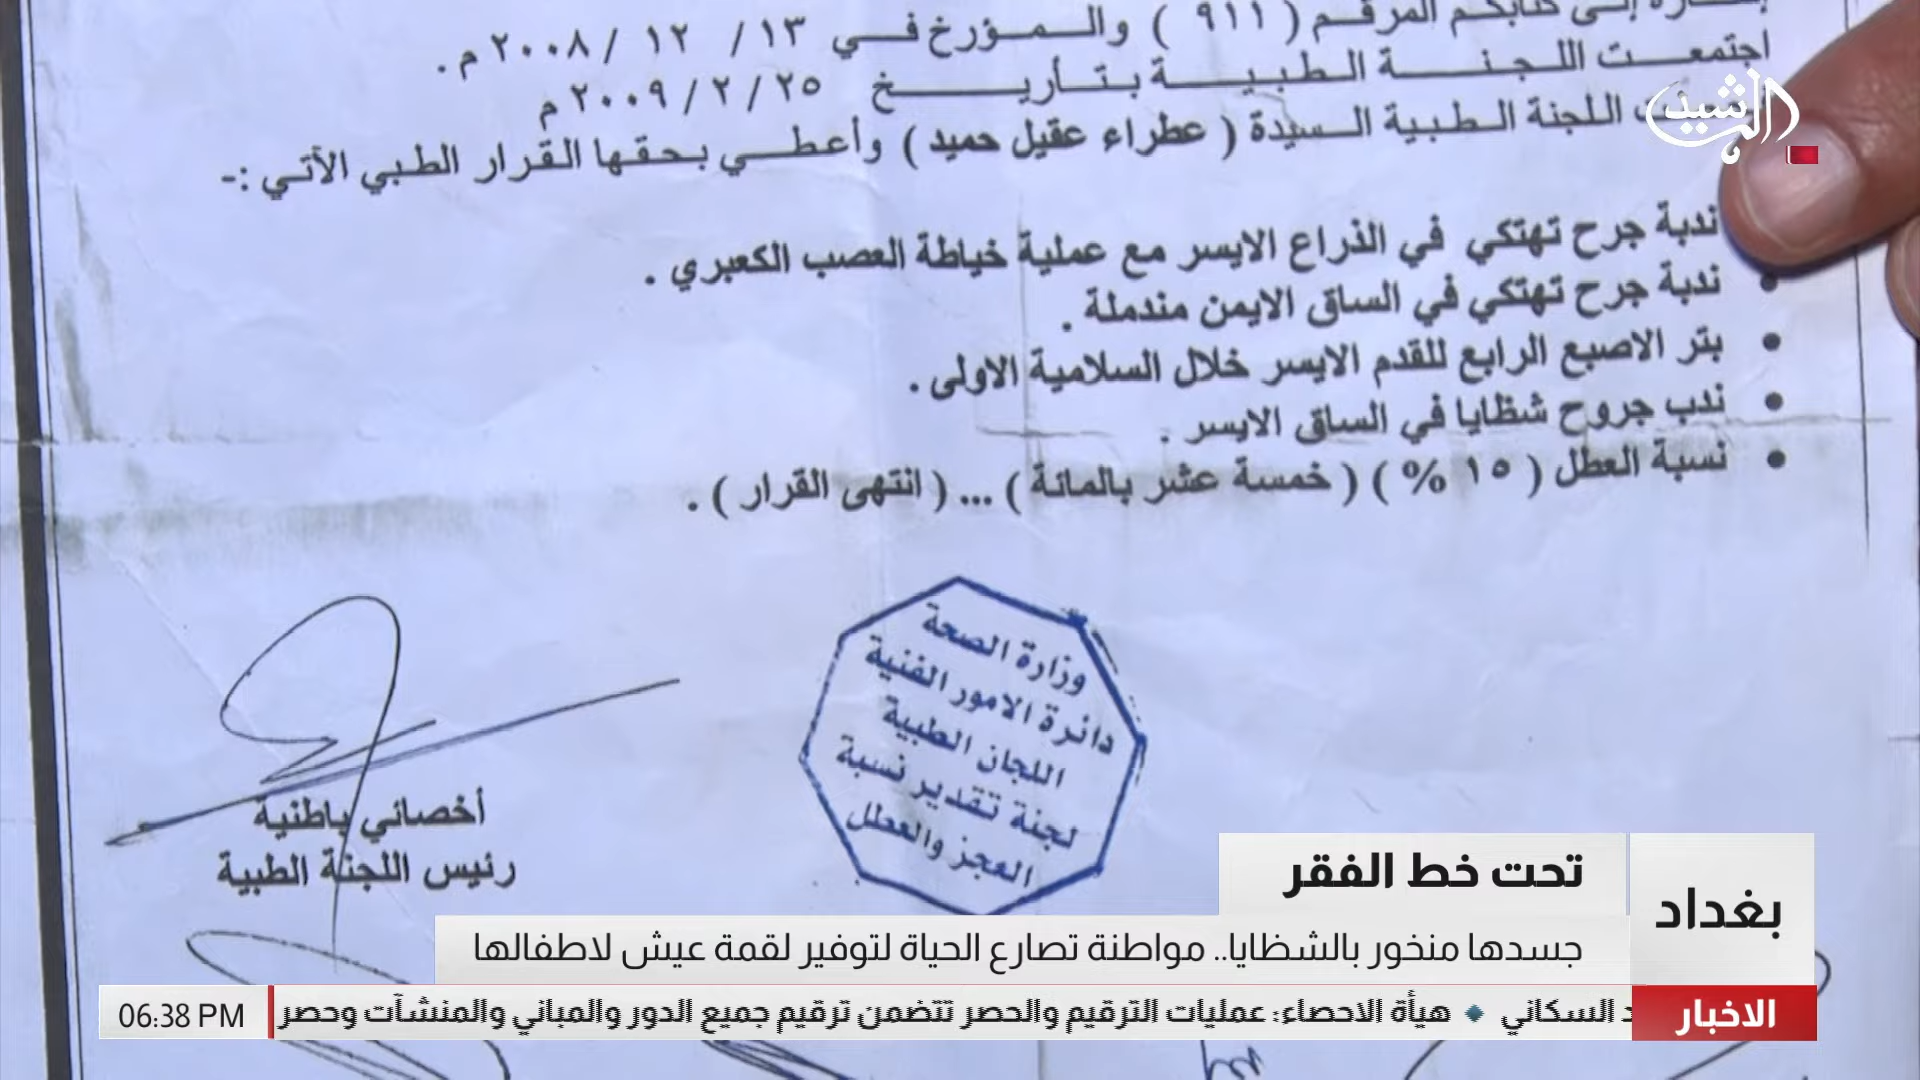 كتابكم المرقم ( ٩١١ ) والمؤرخ في ١٣ / ١٢ / ٢٠٠٨ م .
اجتمعت اللجنة الطبية بتأريخ ٢٥ / ٢ / ٢٠٠٩ م
اللجنة الطبية السيدة ( عطراء عقيل حميد ) وأعطي بحقها القرار الطبي الآتي :-
ندبة جرح تهتكي في الذراع الايسر مع عملية خياطة العصب الكعبري .
• ندبة جرح تهتكي في الساق الايمن مندملة .
• بتر الاصبع الرابع للقدم الايسر خلال السلامية الاولى .
• ندب جروح شظايا في الساق الايسر .
• نسبة العطل ( ١٥ % ) ( خمسة عشر بالمائة ) ... ( انتهى القرار ) .
وزارة الصحة
دائرة الامور الفنية
اللجان الطبية
لجنة تقدير نسبة
العجز والعطل
أخصائي باطنية
رئيس اللجنة الطبية
الرشيد
بغداد
تحت خط الفقر
جسدها منخور بالشظايا.. مواطنة تصارع الحياة لتوفير لقمة عيش لاطفالها
الاخبار
د السكاني ◆ هيأة الاحصاء: عمليات الترقيم والحصر تتضمن ترقيم جميع الدور والمباني والمنشآت وحصر
06:38 PM